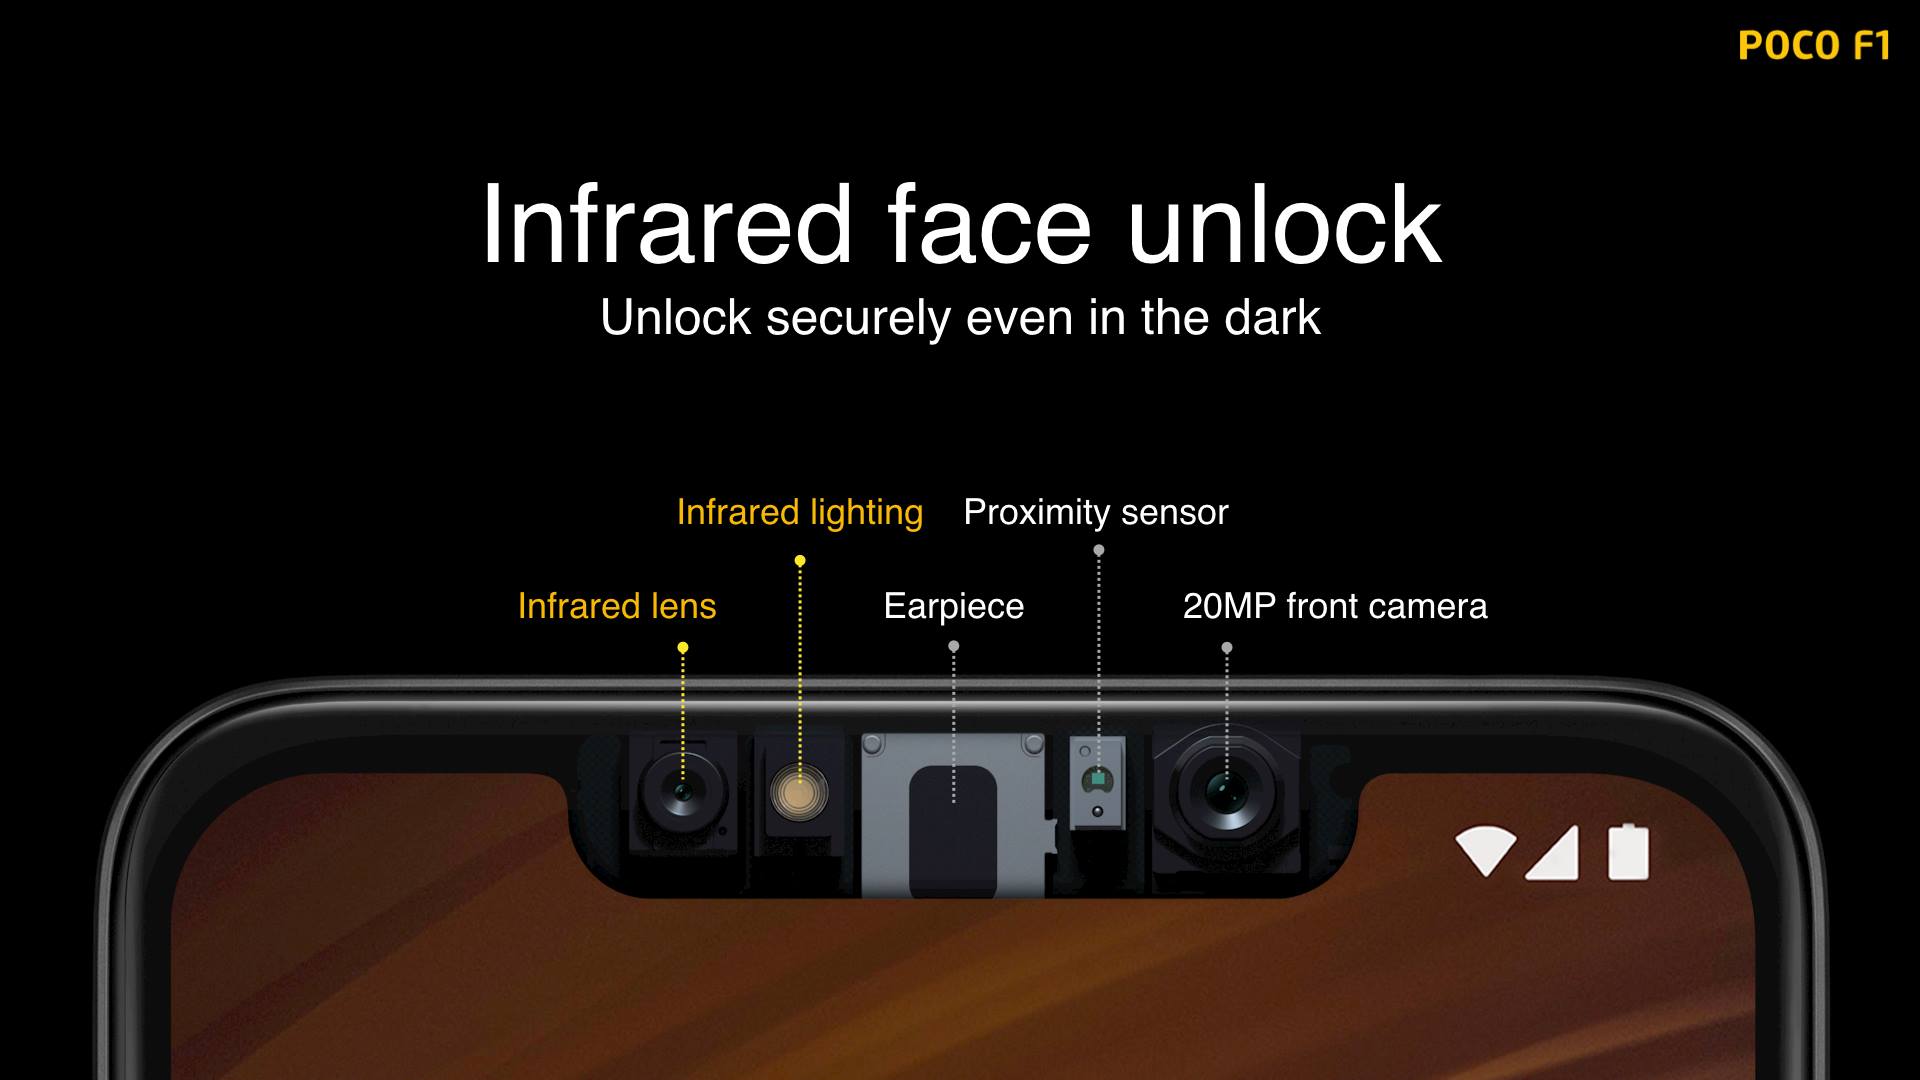 POCO F1
Infrared face unlock
Unlock securely even in the dark
Infrared lighting
Proximity sensor
Infrared lens
Earpiece
20MP front camera